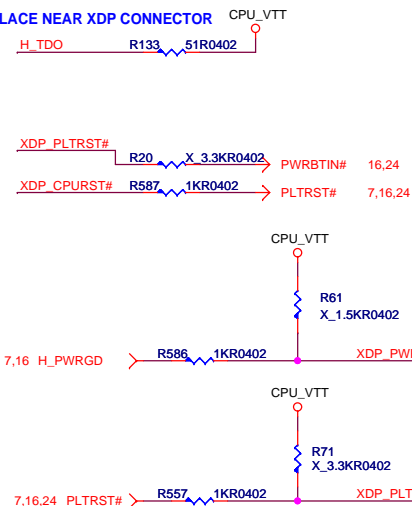 LACE NEAR XDP CONNECTOR CPU_VTT
H_TDO R133 51R0402
XDP_PLTRST#
R20 X_3.3KR0402 PWRBTIN# 16,24
XDP_CPURST# R587 1KR0402 PLTRST# 7,16,24
CPU_VTT
R61
X_1.5KR0402
7,16 H_PWRGD R586 1KR0402 XDP_PW
CPU_VTT
R71
X_3.3KR0402
7,16,24 PLTRST# R557 1KR0402 XDP_PLT